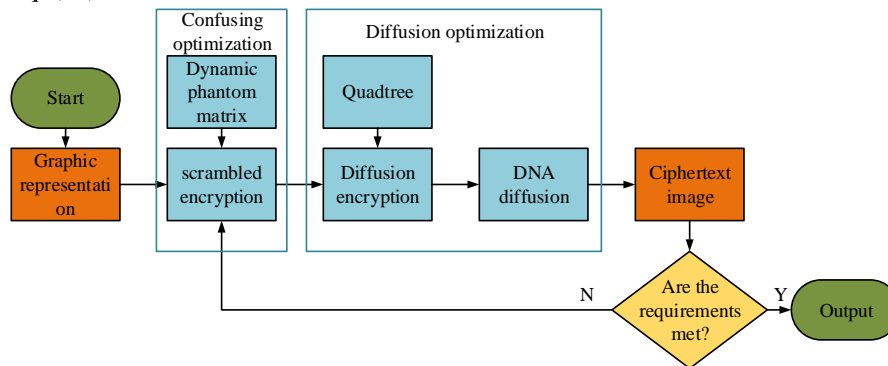 Confusing
optimization
Diffusion optimization
Dynamic
phantom
matrix
Quadtree
Start
Graphic
representati
on
scrambled
encryption
Diffusion
encryption
DNA
diffusion
Ciphertext
image
N
Are the
requirements
met?
Y
Output